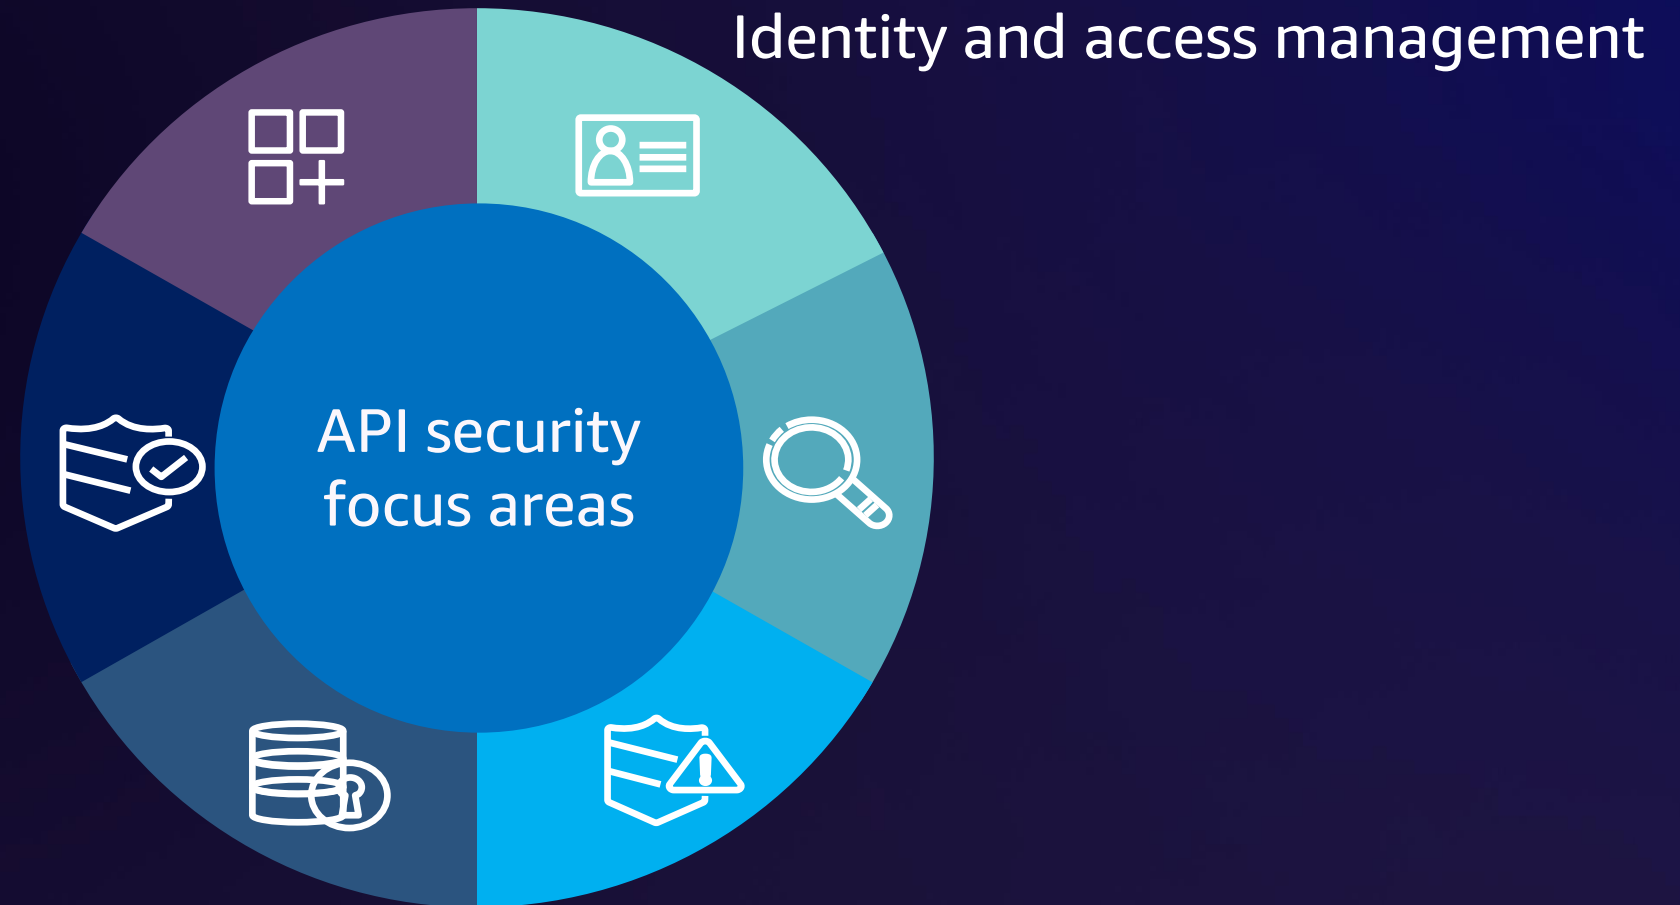 Identity and access management
API security
focus areas